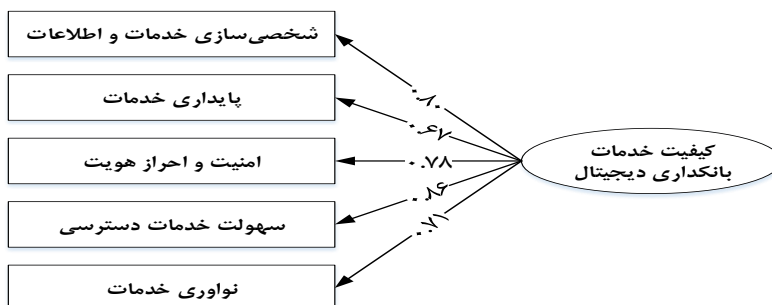 شخصی‌سازی خدمات و اطلاعات
پایداری خدمات
امنیت و احراز هویت
سهولت خدمات دسترسی
نواوری خدمات
۰.۸۰
۰.۶۷
۰.۷۸
۰.۸۶
۰.۷۱
کیفیت خدمات
بانکداری دیجیتال